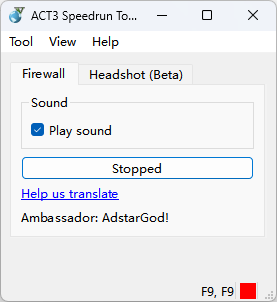 ACT3 Speedrun To...
Tool View Help
Firewall Headshot (Beta)
Sound
Play sound
Stopped
Help us translate
Ambassador: AdstarGod!
F9, F9